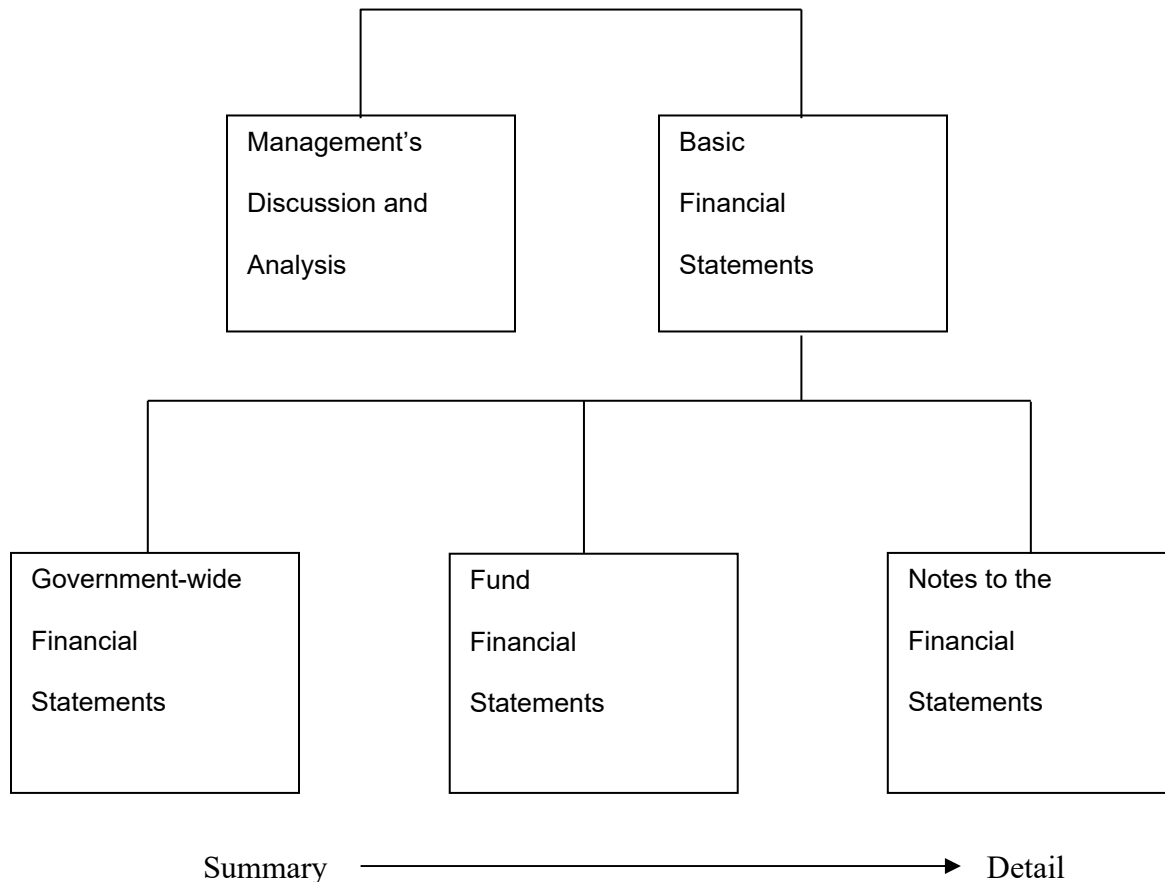 Management’s
Discussion and
Analysis
Basic
Financial
Statements
Government-wide
Financial
Statements
Fund
Financial
Statements
Notes to the
Financial
Statements
Summary
Detail